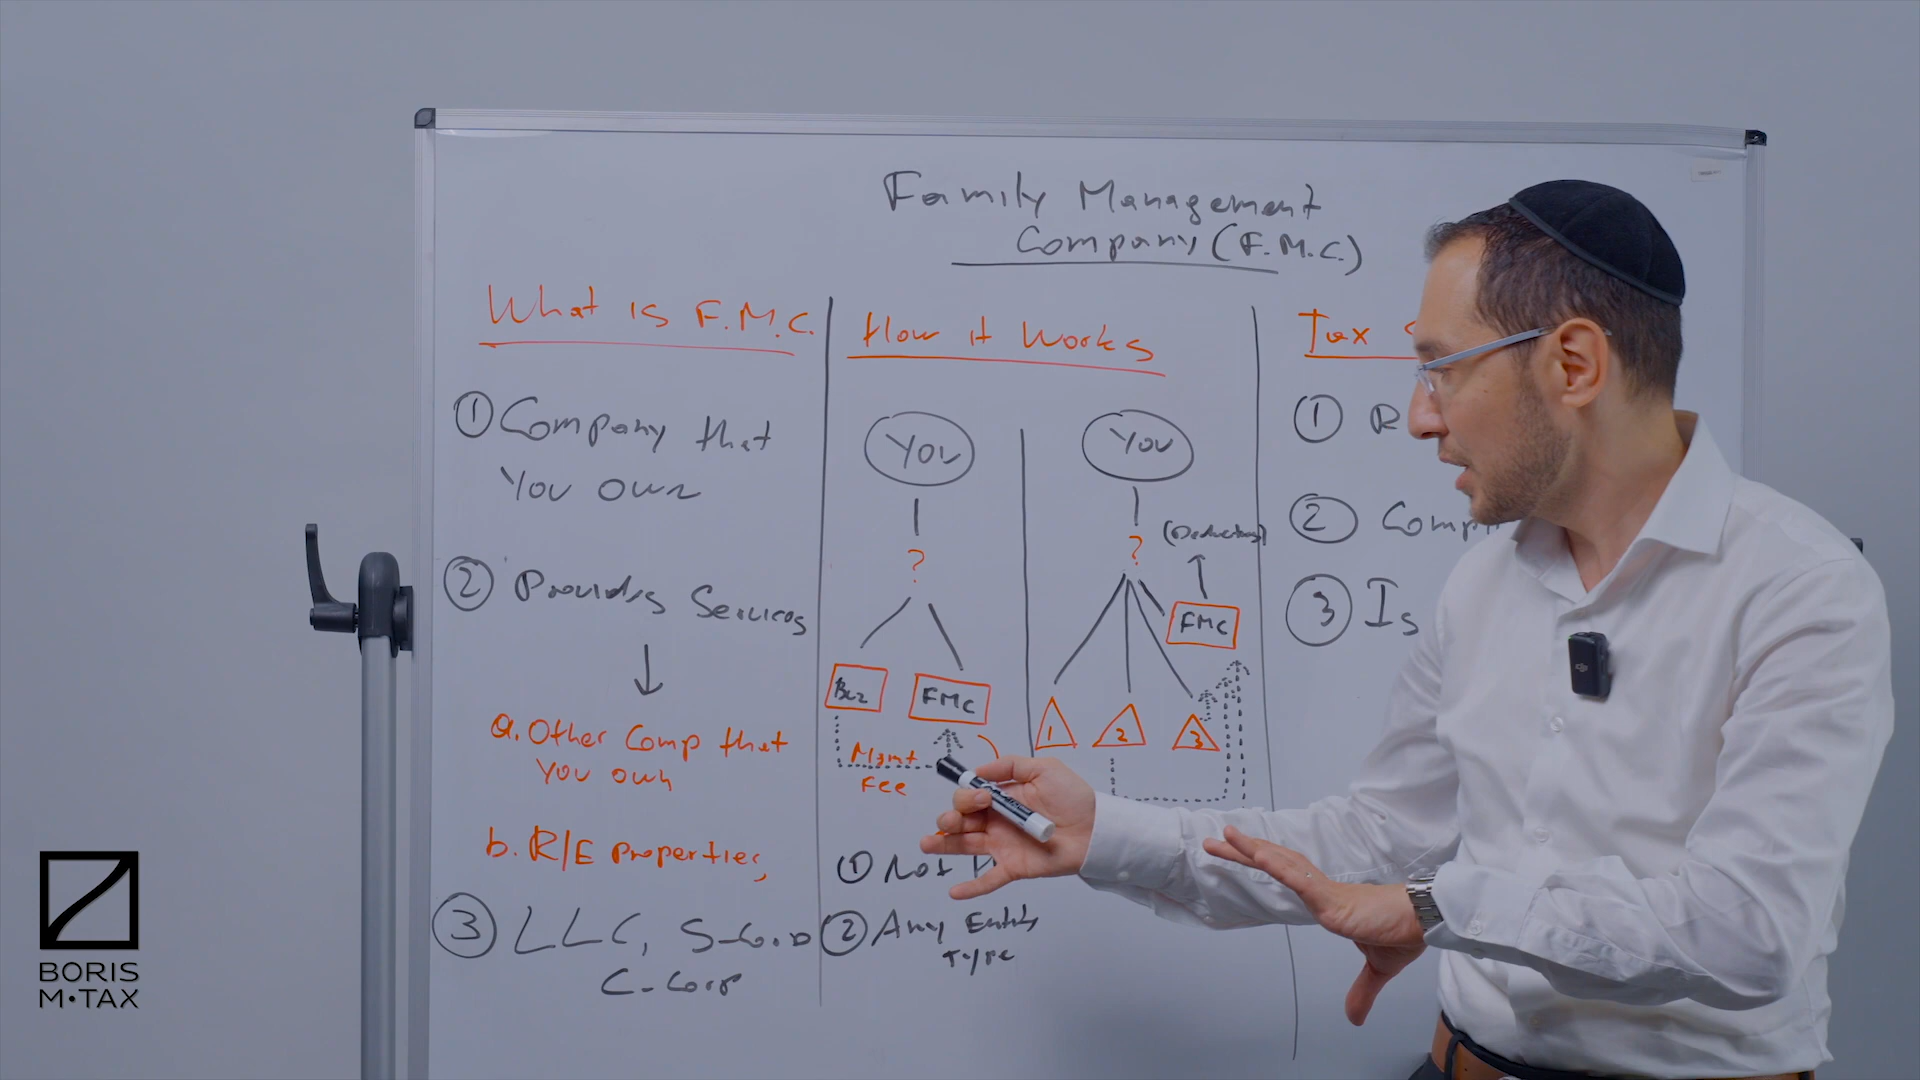 Family Management
Company (F.M.C.)
What is F.M.C.
① Company that
You own
② Provides Services
a. Other Comp that
You own
b. R/E Properties,
③ LLC, S-Corp
C-Corp
How it Works
You
?
Biz
FMC
Mgmt
Fee
① Not
② Any Entity
Type
You
?
(Deductions)
FMC
1
2
3
Tax
① R
② Comp
③ Is
BORIS
M•TAX